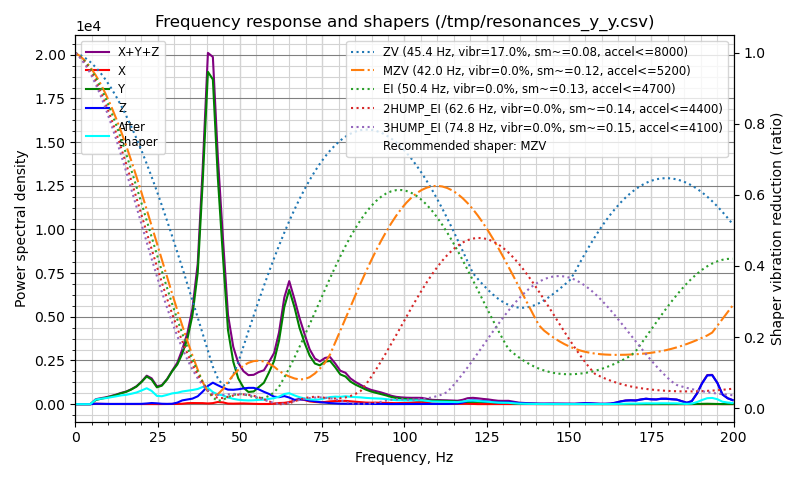 Frequency response and shapers (/tmp/resonances_y_y.csv)
1e4
X+Y+Z
X
Y
Z
After
shaper
ZV (45.4 Hz, vibr=17.0%, sm~=0.08, accel<=8000)
MZV (42.0 Hz, vibr=0.0%, sm~=0.12, accel<=5200)
EI (50.4 Hz, vibr=0.0%, sm~=0.13, accel<=4700)
2HUMP_EI (62.6 Hz, vibr=0.0%, sm~=0.14, accel<=4400)
3HUMP_EI (74.8 Hz, vibr=0.0%, sm~=0.15, accel<=4100)
Recommended shaper: MZV
Power spectral density
2.00
1.75
1.50
1.25
1.00
0.75
0.50
0.25
0.00
1.0
0.8
0.6
0.4
0.2
0.0
Shaper vibration reduction (ratio)
0 25 50 75 100 125 150 175 200
Frequency, Hz